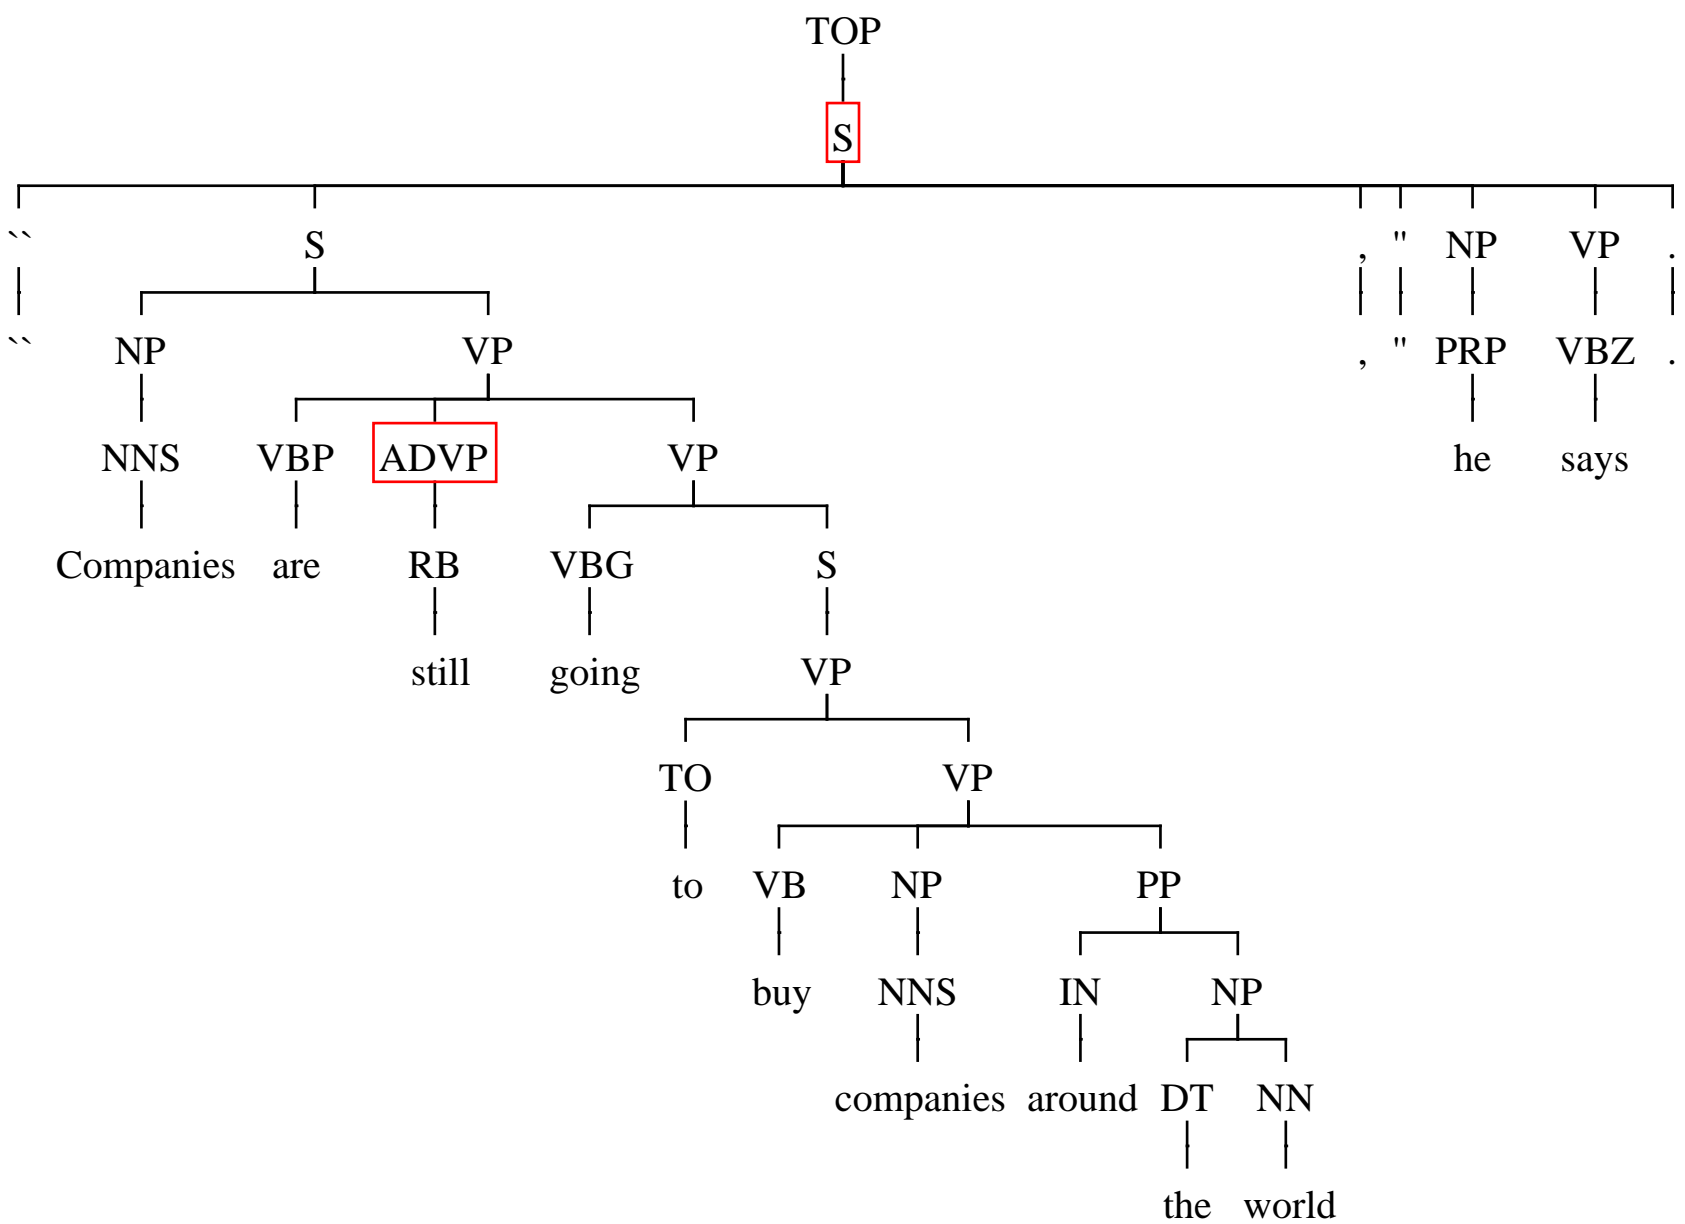 TOP
S
`` S , " NP VP .
`` NP VP , " PRP VBZ .
NNS VBP ADVP VP he says
Companies are RB VBG S
still going VP
TO VP
to VB NP PP
buy NNS IN NP
companies around DT NN
the world